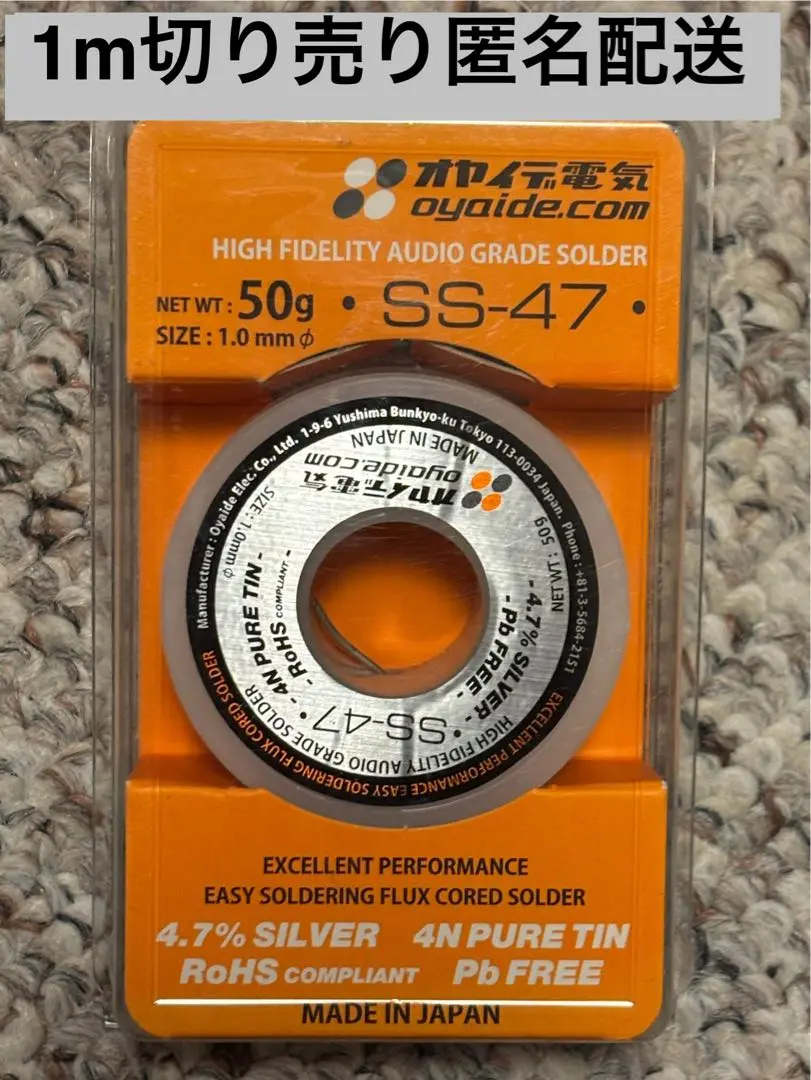 1m切り売り匿名配送
オヤイデ電気
oyaide.com
HIGH FIDELITY AUDIO GRADE SOLDER
NET WT : 50g • SS-47 •
SIZE : 1.0 mm φ
Manufacturer : Oyaide Elec. Co., Ltd. 1-9-6 Yushima Bunkyo-ku Tokyo 113-0034 Japan. Phone : +81-3-5684-2151
MADE IN JAPAN
oyaide.com
オヤイデ電気
SIZE : 1.0mm φ
NET WT : 50g
- 4N PURE TIN -
- RoHS COMPLIANT -
- 4.7% SILVER -
- Pb FREE -
• SS-47 •
HIGH FIDELITY AUDIO GRADE SOLDER
EXCELLENT PERFORMANCE EASY SOLDERING FLUX CORED SOLDER
EXCELLENT PERFORMANCE
EASY SOLDERING FLUX CORED SOLDER
4.7% SILVER 4N PURE TIN
RoHS COMPLIANT Pb FREE
MADE IN JAPAN